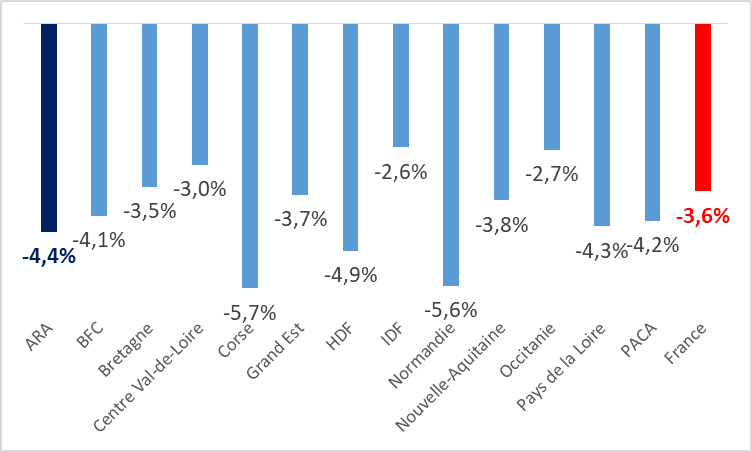 -4,4%
-4,1%
-3,5%
-3,0%
-5,7%
-3,7%
-4,9%
-2,6%
-5,6%
-3,8%
-2,7%
-4,3%
-4,2%
-3,6%
ARA
BFC
Bretagne
Centre Val-de-Loire
Corse
Grand Est
HDF
IDF
Normandie
Nouvelle-Aquitaine
Occitanie
Pays de la Loire
PACA
France